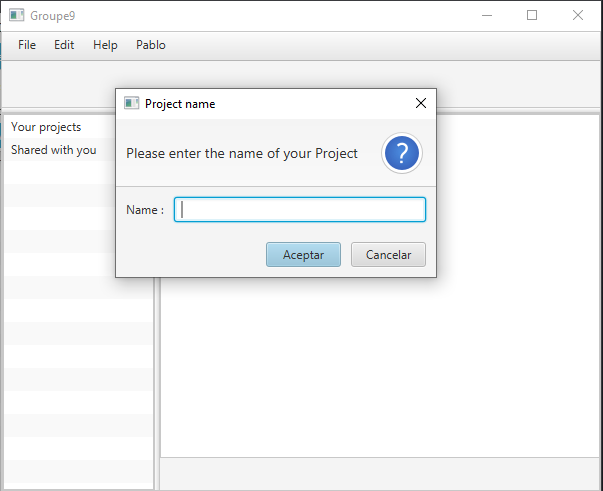 Groupe9
File Edit Help Pablo
Project name
Your projects
Please enter the name of your Project
?
Shared with you
Name :
Aceptar Cancelar